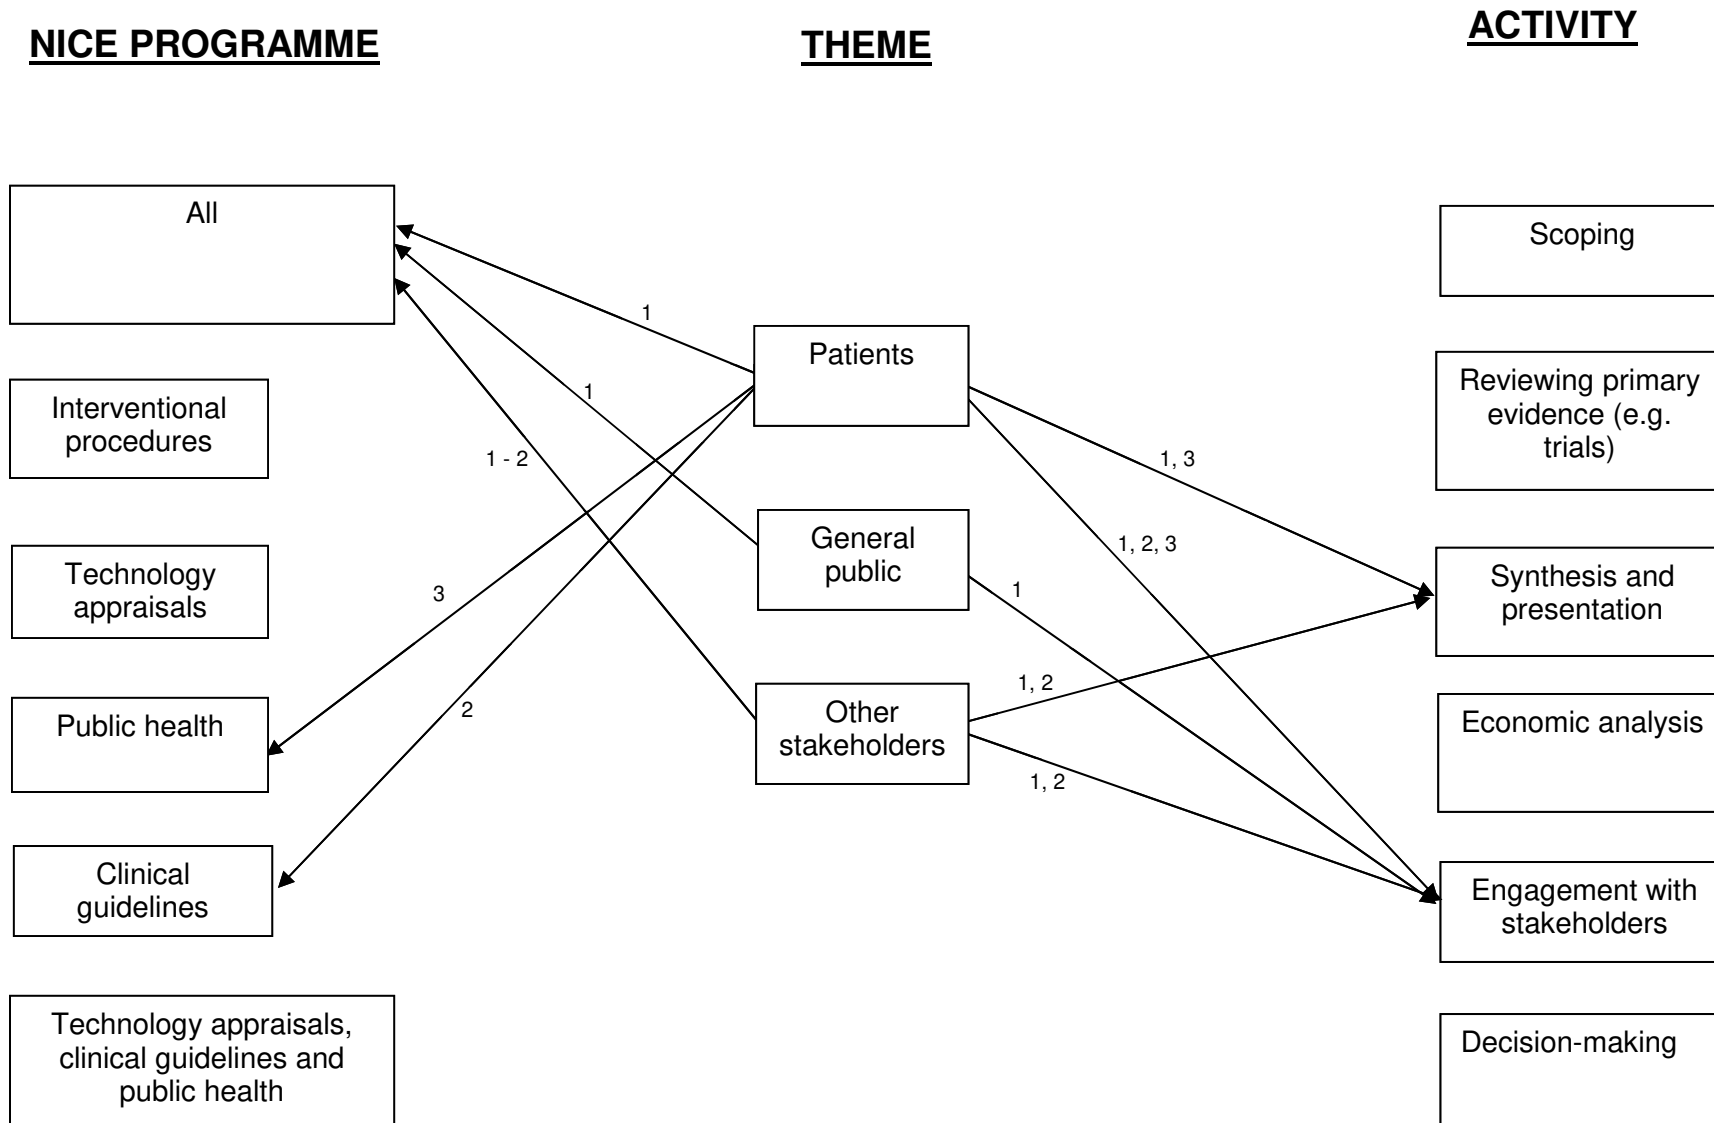 NICE PROGRAMME
THEME
ACTIVITY
All
Interventional
procedures
Technology
appraisals
Public health
Clinical
guidelines
Technology appraisals,
clinical guidelines and
public health
1
1
1 - 2
3
2
Patients
General
public
Other
stakeholders
1, 3
1, 2, 3
1
1, 2
1, 2
Scoping
Reviewing primary
evidence (e.g.
trials)
Synthesis and
presentation
Economic analysis
Engagement with
stakeholders
Decision-making